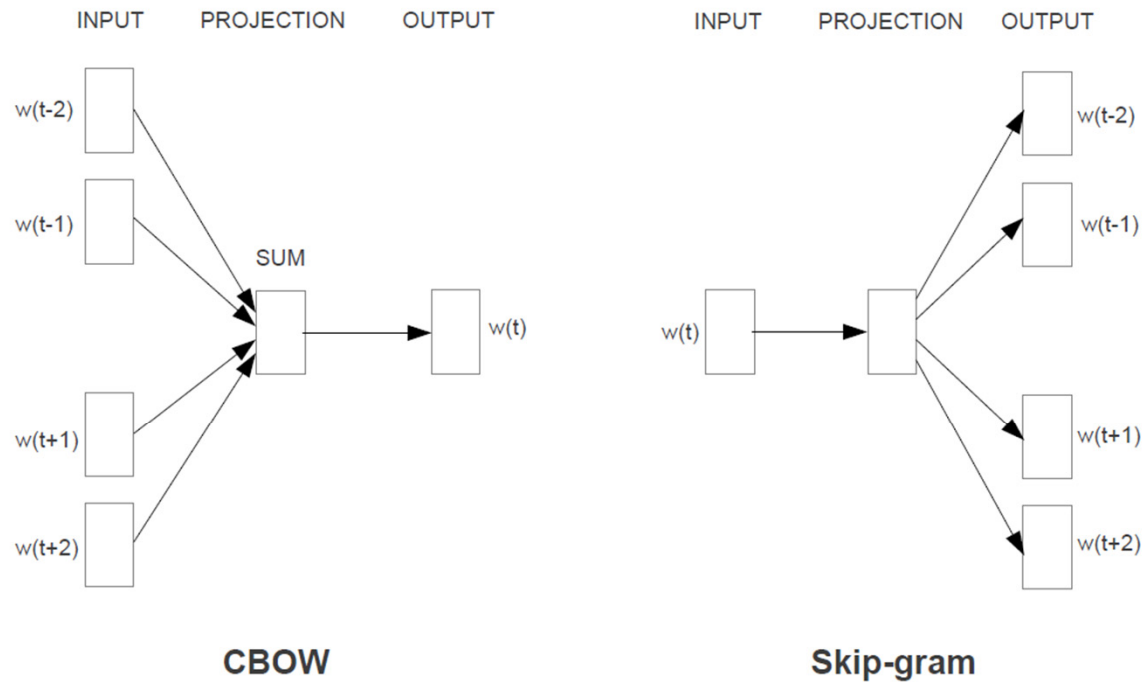 INPUT PROJECTION OUTPUT
w(t-2)
w(t-1)
SUM
w(t)
w(t+1)
w(t+2)
CBOW
INPUT PROJECTION OUTPUT
w(t-2)
w(t-1)
w(t)
w(t+1)
w(t+2)
Skip-gram